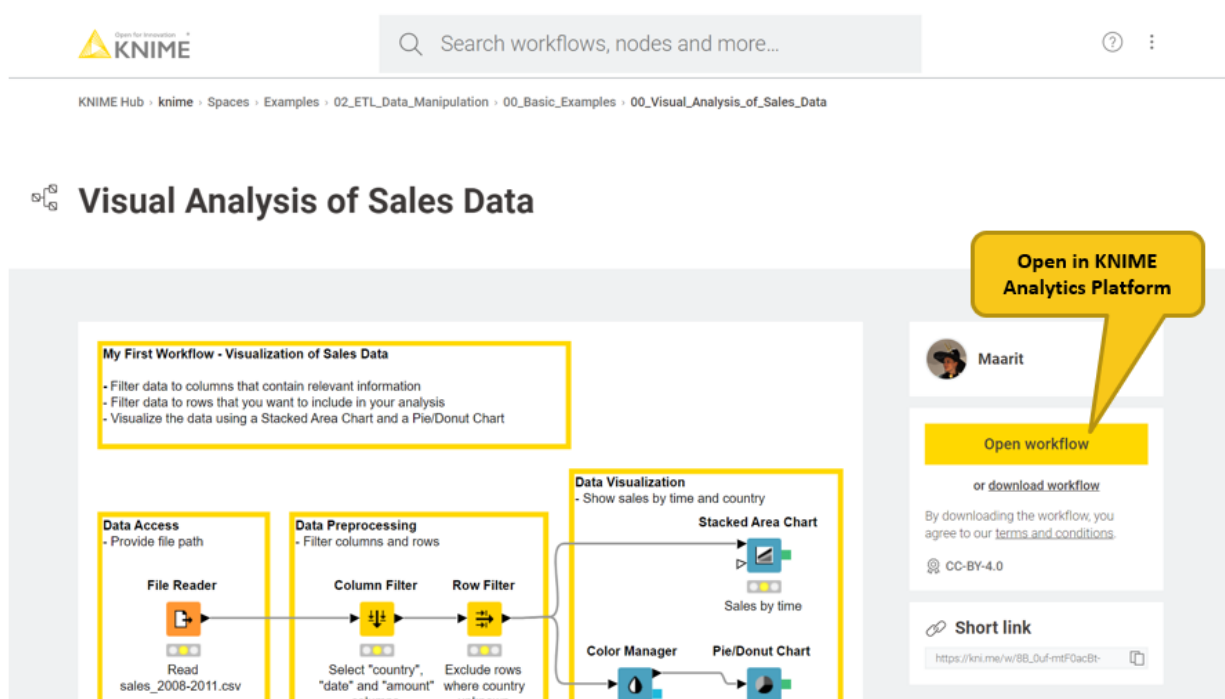 Open for Innovation
KNIME
Search workflows, nodes and more...
KNIME Hub › knime › Spaces › Examples › 02_ETL_Data_Manipulation › 00_Basic_Examples › 00_Visual_Analysis_of_Sales_Data
Visual Analysis of Sales Data
Open in KNIME
Analytics Platform
My First Workflow - Visualization of Sales Data
- Filter data to columns that contain relevant information
- Filter data to rows that you want to include in your analysis
- Visualize the data using a Stacked Area Chart and a Pie/Donut Chart
Data Access
- Provide file path
File Reader
Read
sales_2008-2011.csv
Data Preprocessing
- Filter columns and rows
Column Filter
Select "country",
"date" and "amount"
Row Filter
Exclude rows
where country
Data Visualization
- Show sales by time and country
Stacked Area Chart
Sales by time
Color Manager
Pie/Donut Chart
Maarit
Open workflow
or download workflow
By downloading the workflow, you
agree to our terms and conditions.
CC-BY-4.0
Short link
https://kni.me/w/8B_0uf-mtF0acBt-